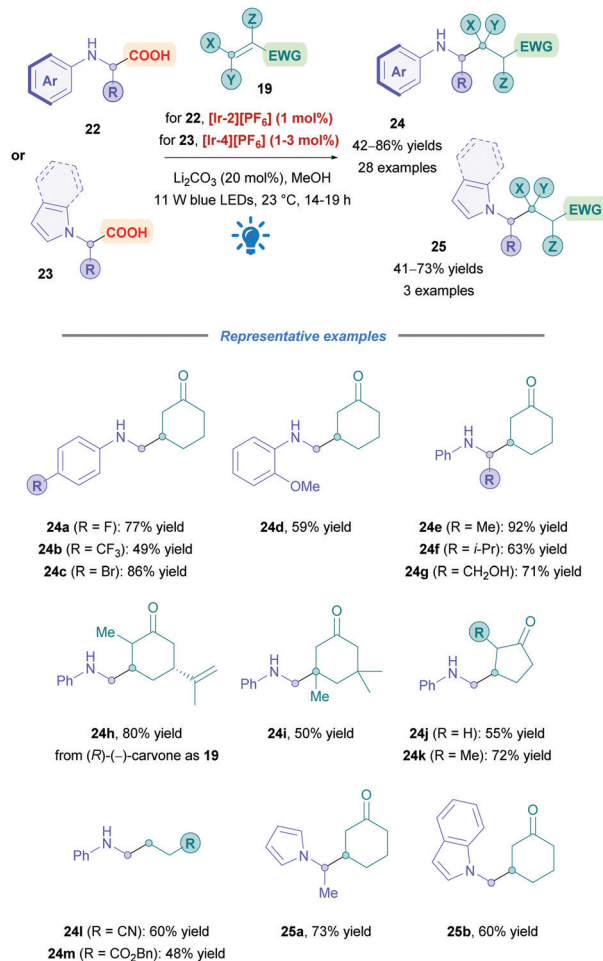 H
N
COOH
Ar
R
22
or
N
COOH
R
23
Z
X
EWG
Y
19
for 22, [Ir-2][PF6] (1 mol%)
for 23, [Ir-4][PF6] (1-3 mol%)
Li2CO3 (20 mol%), MeOH
11 W blue LEDs, 23 °C, 14-19 h
H
N
X Y
EWG
Ar
R
Z
24
42–86% yields
28 examples
X Y
N
EWG
R
Z
25
41–73% yields
3 examples
Representative examples
O
H
N
R
24a (R = F): 77% yield
24b (R = CF3): 49% yield
24c (R = Br): 86% yield
O
H
N
OMe
24d, 59% yield
O
H
PhN
R
24e (R = Me): 92% yield
24f (R = i-Pr): 63% yield
24g (R = CH2OH): 71% yield
O
Me
H
Ph N
24h, 80% yield
from (R)-(–)-carvone as 19
O
H
Ph N
Me
24i, 50% yield
R O
H
Ph N
24j (R = H): 55% yield
24k (R = Me): 72% yield
H
Ph N
R
24l (R = CN): 60% yield
24m (R = CO2Bn): 48% yield
O
N
Me
25a, 73% yield
O
N
25b, 60% yield